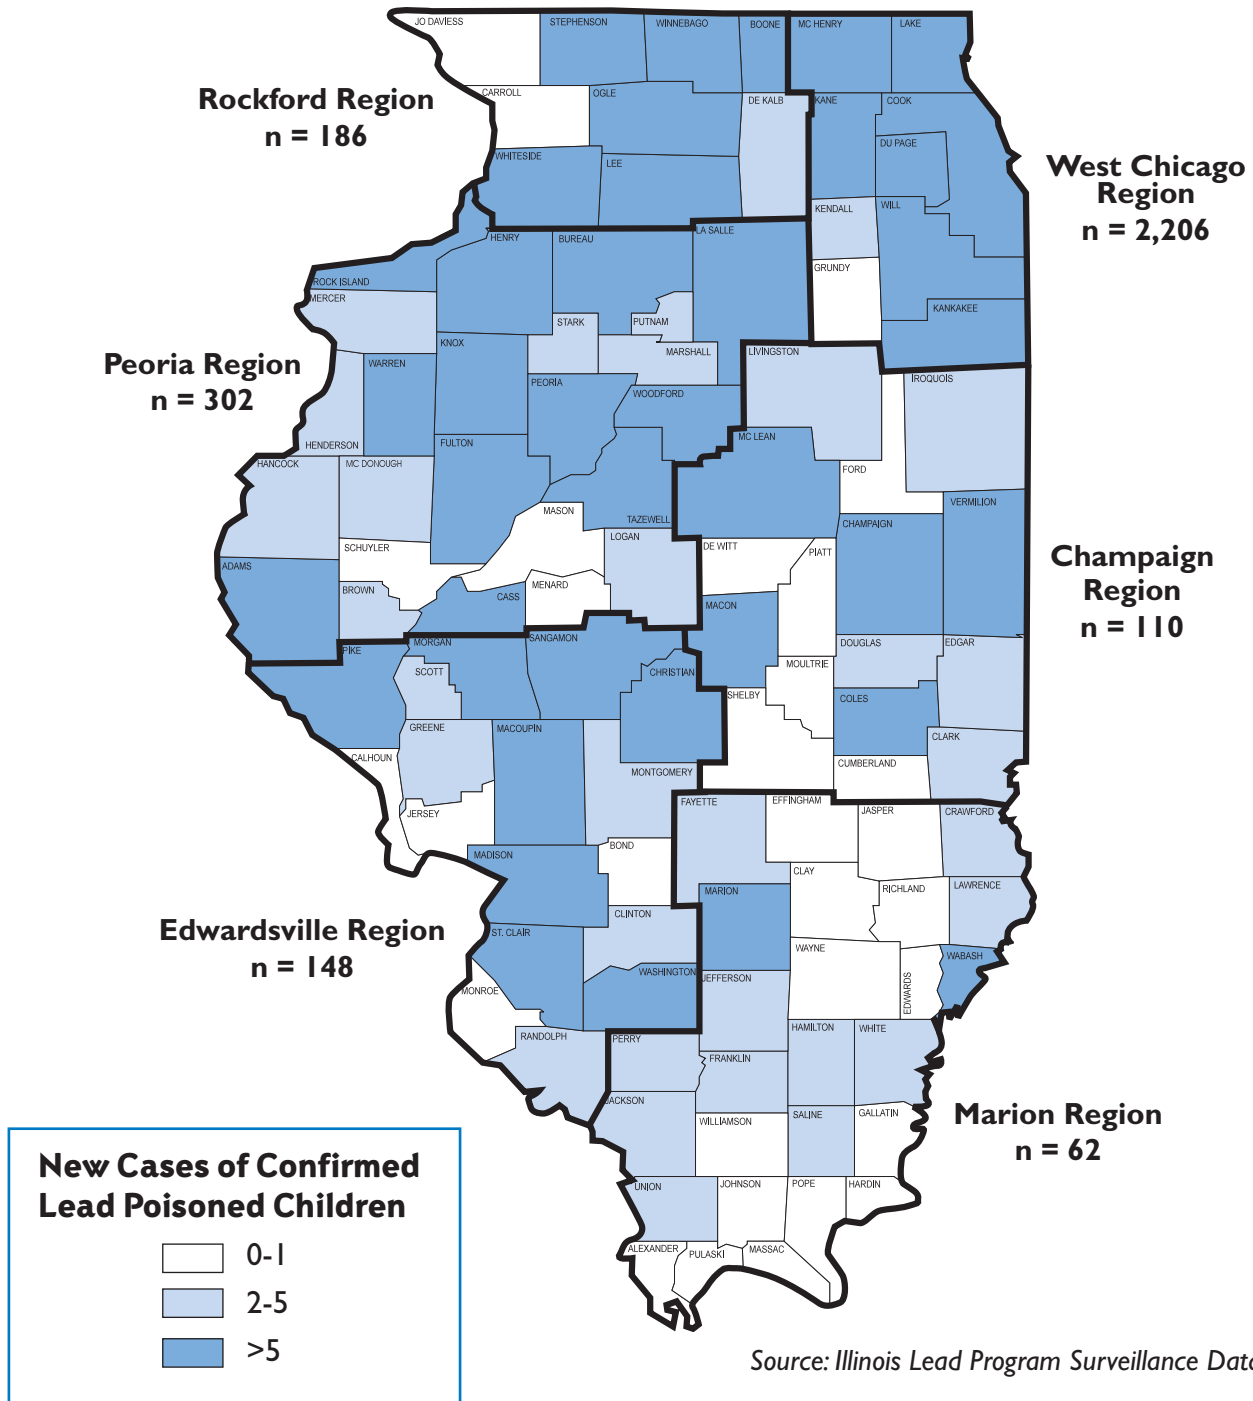 JO DAVIESS
STEPHENSON
WINNEBAGO
BOONE
MC HENRY
LAKE
Rockford Region
n = 186
CARROLL
OGLE
DE KALB
KANE
COOK
DU PAGE
WHITESIDE
LEE
West Chicago
Region
n = 2,206
KENDALL
WILL
HENRY
BUREAU
LA SALLE
GRUNDY
ROCK ISLAND
MERCER
KANKAKEE
STARK
PUTNAM
KNOX
MARSHALL
LIVINGSTON
Peoria Region
n = 302
WARREN
PEORIA
WOODFORD
IROQUOIS
HENDERSON
FULTON
MC LEAN
HANCOCK
MC DONOUGH
FORD
VERMILION
MASON
TAZEWELL
CHAMPAIGN
LOGAN
SCHUYLER
DE WITT
PIATT
Champaign
Region
n = 110
ADAMS
BROWN
CASS
MENARD
MACON
PIKE
MORGAN
SANGAMON
DOUGLAS
EDGAR
SCOTT
CHRISTIAN
MOULTRIE
SHELBY
COLES
GREENE
MACOUPIN
CLARK
CALHOUN
MONTGOMERY
CUMBERLAND
FAYETTE
EFFINGHAM
JASPER
CRAWFORD
JERSEY
BOND
MADISON
CLAY
RICHLAND
LAWRENCE
MARION
Edwardsville Region
n = 148
CLINTON
ST. CLAIR
WAYNE
WABASH
WASHINGTON
JEFFERSON
EDWARDS
MONROE
RANDOLPH
PERRY
HAMILTON
WHITE
FRANKLIN
JACKSON
WILLIAMSON
SALINE
GALLATIN
Marion Region
n = 62
UNION
JOHNSON
POPE
HARDIN
ALEXANDER
PULASKI
MASSAC
New Cases of Confirmed
Lead Poisoned Children
0-1
2-5
>5
Source: Illinois Lead Program Surveillance Data